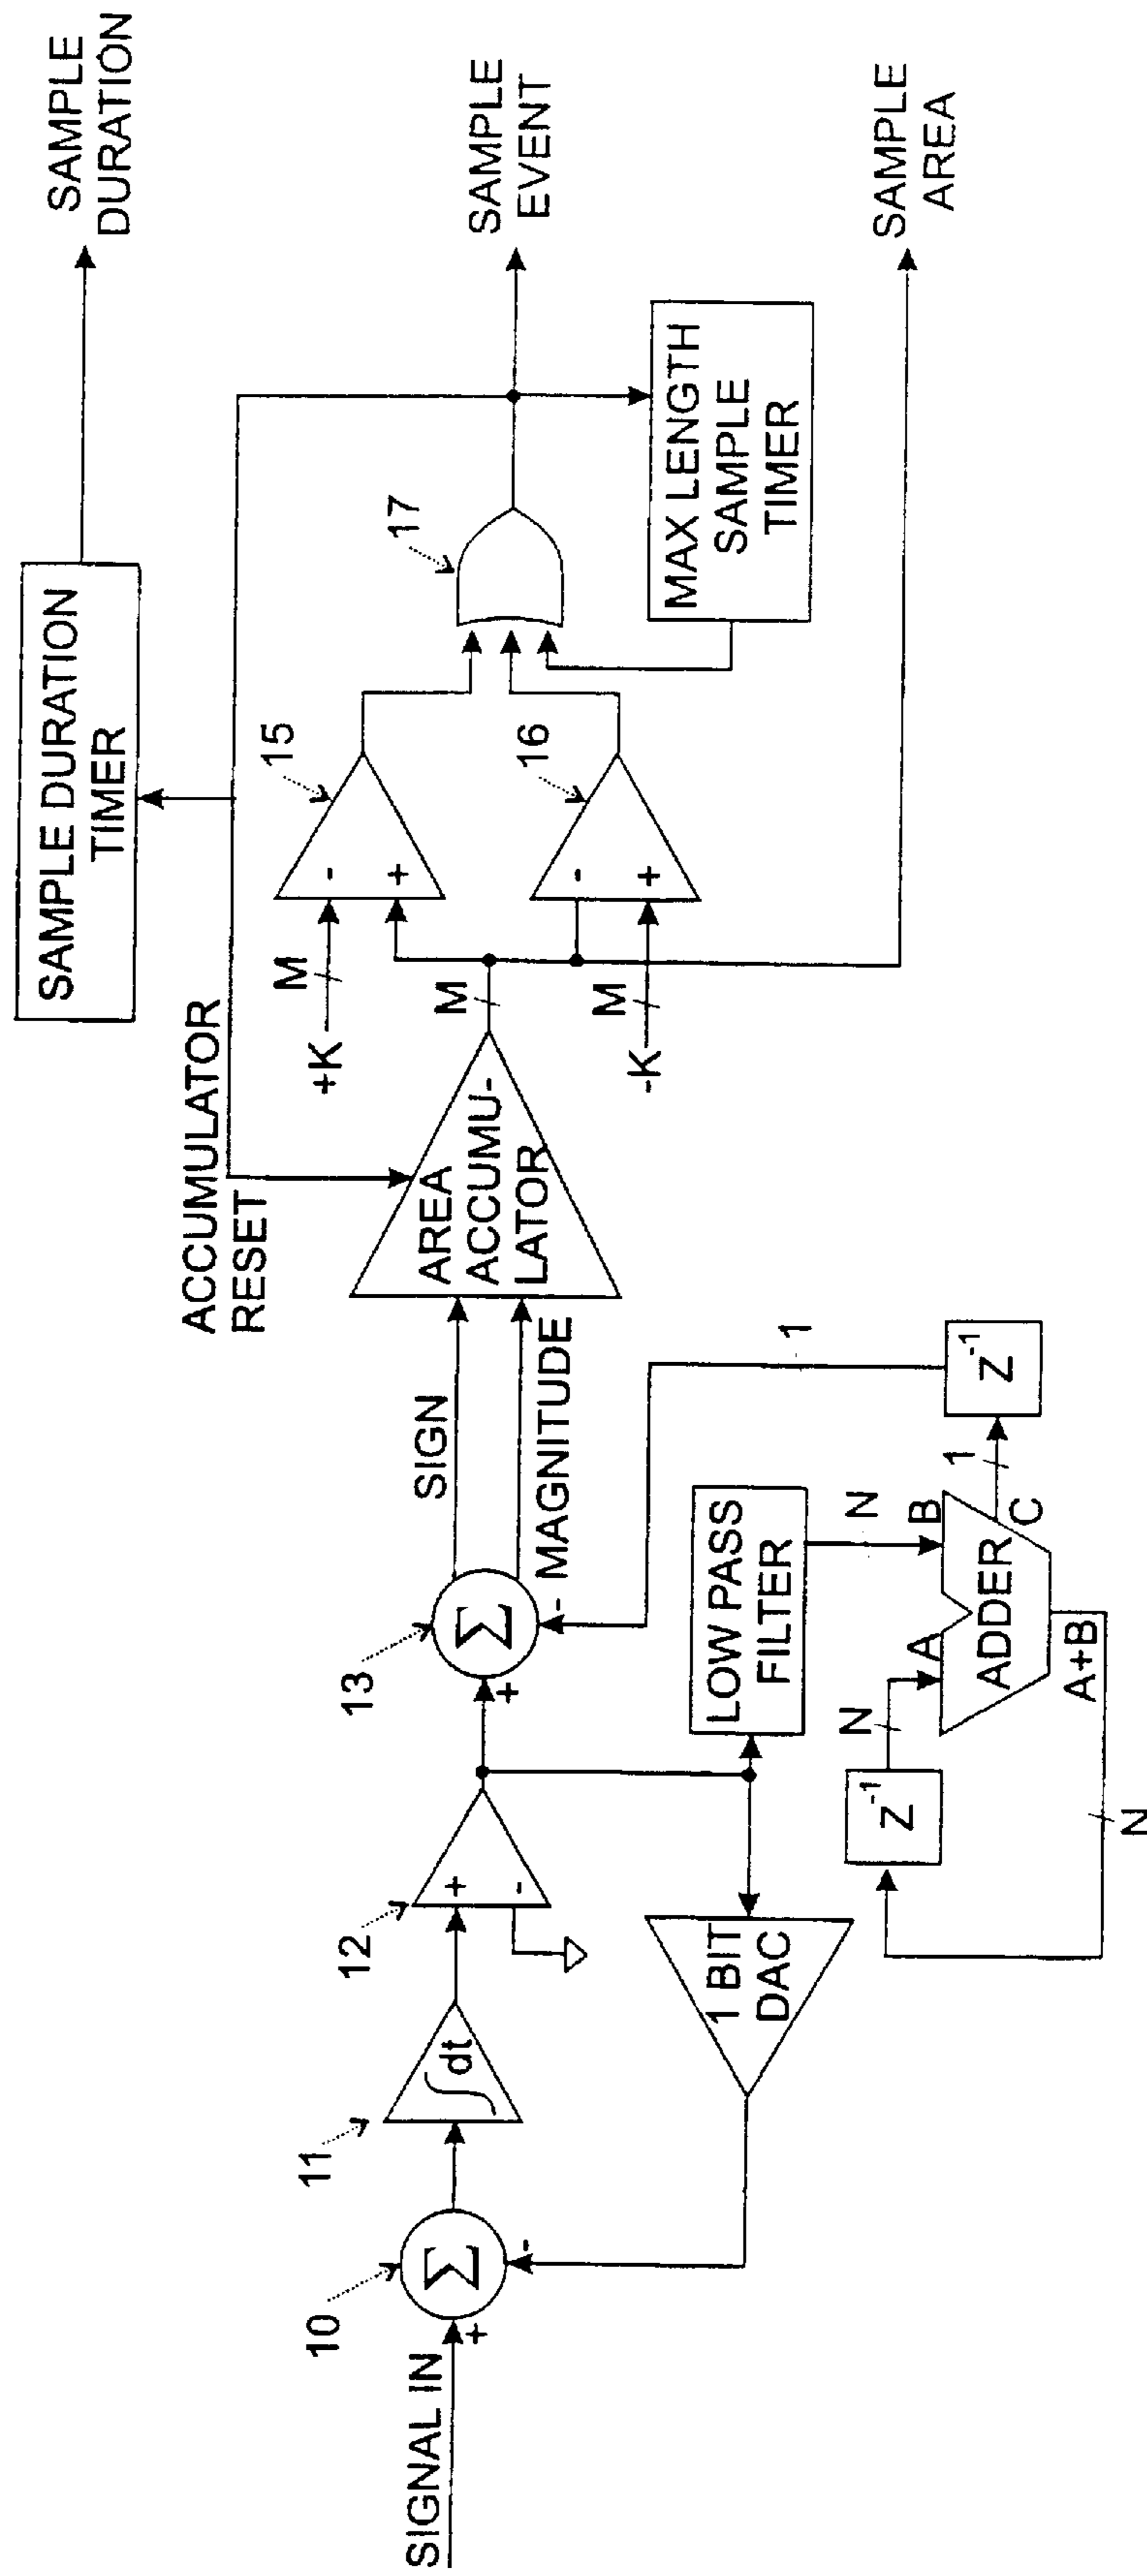 SAMPLE DURATION
TIMER
SAMPLE
DURATION
ACCUMULATOR
RESET
+K
M
-
+
15
17
SAMPLE
EVENT
SIGNAL IN
+
10
Σ
-
11
∫dt
12
+
-
13
+
Σ
-
SIGN
MAGNITUDE
AREA
ACCUMU-
LATOR
M
-K
M
-
+
16
MAX LENGTH
SAMPLE
TIMER
SAMPLE
AREA
1 BIT
DAC
LOW PASS
FILTER
N
1
Z-1
N
A
B
ADDER
C
1
Z-1
A+B
N